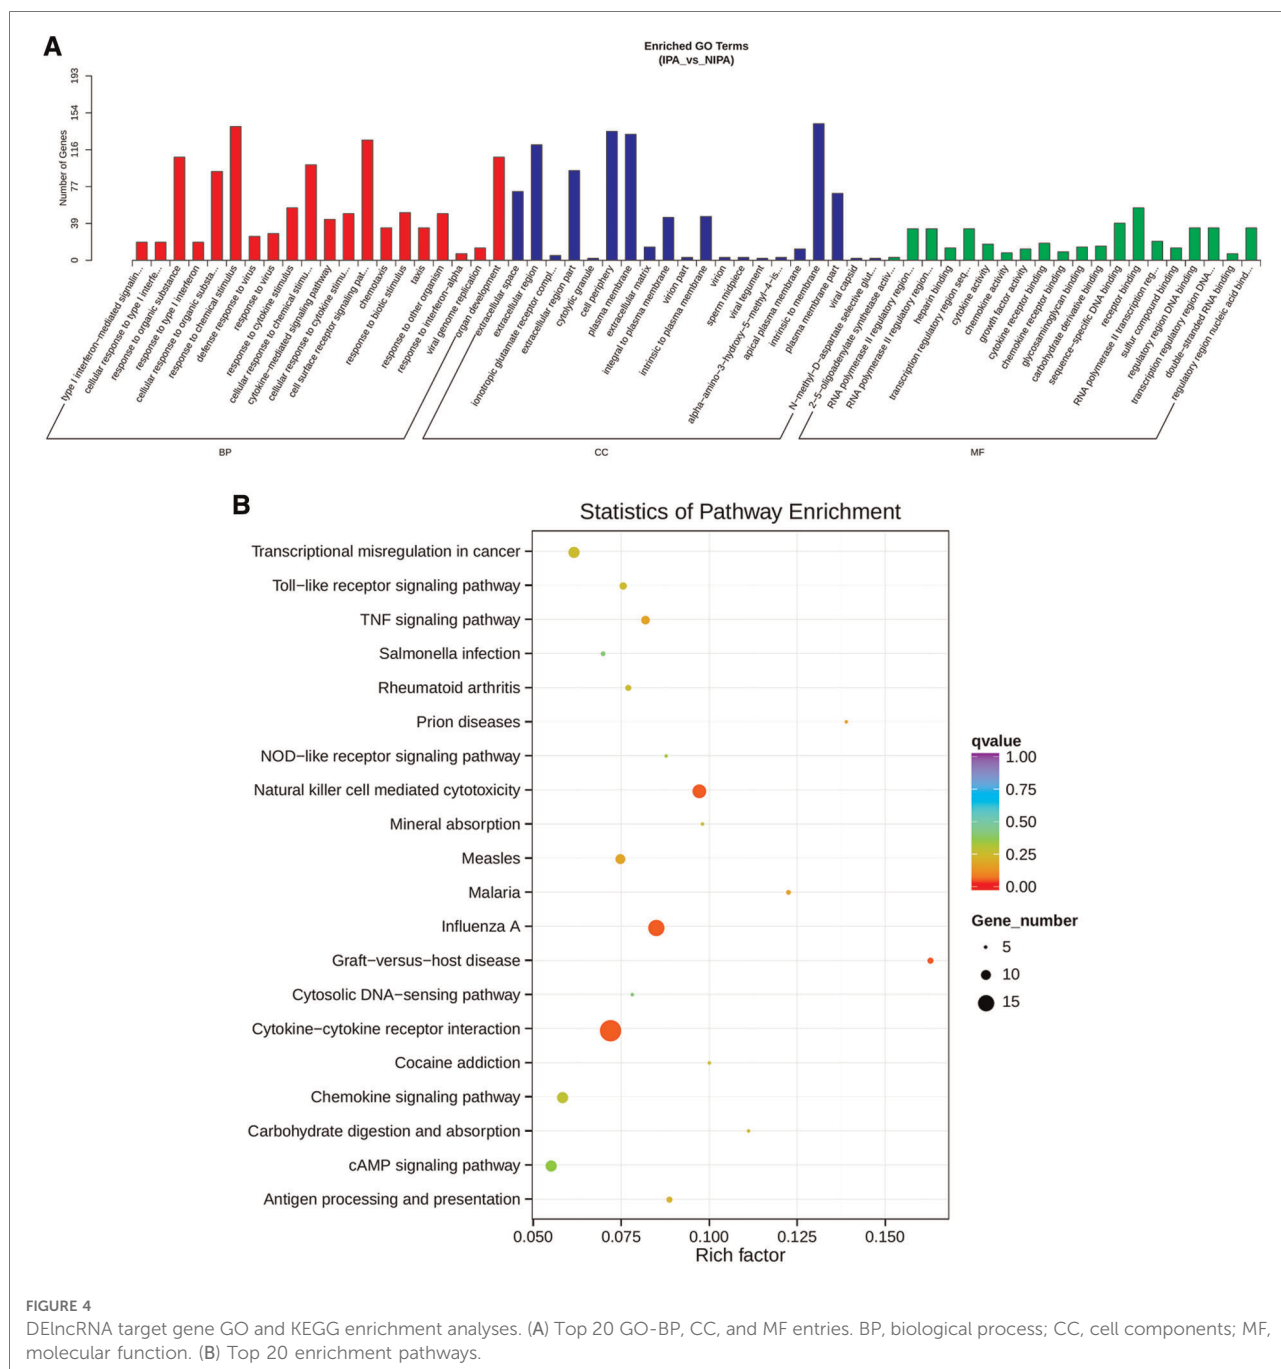 A
Enriched GO Terms
(IPA_vs_NIPA)
Number of Genes
193
154
116
77
39
0
type I interferon−mediated signalin...
cellular response to type I interfe...
response to organic substance
response to type I interferon
cellular response to organic substa...
response to chemical stimulus
defense response to virus
response to virus
response to cytokine stimulus
cellular response to chemical stimu...
cytokine−mediated signaling pathway
cellular response to cytokine stimu...
cell surface receptor signaling pat...
chemotaxis
response to biotic stimulus
taxis
response to other organism
response to interferon−alpha
viral genome replication
organ development
extracellular space
extracellular region
ionotropic glutamate receptor compl...
extracellular region part
cytolytic granule
cell periphery
plasma membrane
extracellular matrix
integral to plasma membrane
virion part
intrinsic to plasma membrane
virion
sperm midpiece
viral tegument
alpha−amino−3−hydroxy−5−methyl−4−is...
apical plasma membrane
intrinsic to membrane
plasma membrane part
viral capsid
N−methyl−D−asparate selective glut...
2−5−oligoadenylate synthetase activ...
RNA polymerase II regulatory region...
RNA polymerase II regulatory region...
heparin binding
transcription regulatory region seq...
cytokine activity
chemokine activity
growth factor activity
cytokine receptor binding
chemokine receptor binding
glycosaminoglycan binding
carbohydrate derivative binding
sequence−specific DNA binding
receptor binding
RNA polymerase II transcription reg...
sulfur compound binding
regulatory region DNA binding
transcription regulatory region DNA...
double−stranded RNA binding
regulatory region nucleic acid bind...
BP
CC
MF
B
Statistics of Pathway Enrichment
Transcriptional misregulation in cancer
Toll−like receptor signaling pathway
TNF signaling pathway
Salmonella infection
Rheumatoid arthritis
Prion diseases
NOD−like receptor signaling pathway
Natural killer cell mediated cytotoxicity
Mineral absorption
Measles
Malaria
Influenza A
Graft−versus−host disease
Cytosolic DNA−sensing pathway
Cytokine−cytokine receptor interaction
Cocaine addiction
Chemokine signaling pathway
Carbohydrate digestion and absorption
cAMP signaling pathway
Antigen processing and presentation
0.050
0.075
0.100
0.125
0.150
Rich factor
qvalue
1.00
0.75
0.50
0.25
0.00
Gene_number
5
10
15
FIGURE 4
DElncRNA target gene GO and KEGG enrichment analyses. (A) Top 20 GO-BP, CC, and MF entries. BP, biological process; CC, cell components; MF,
molecular function. (B) Top 20 enrichment pathways.